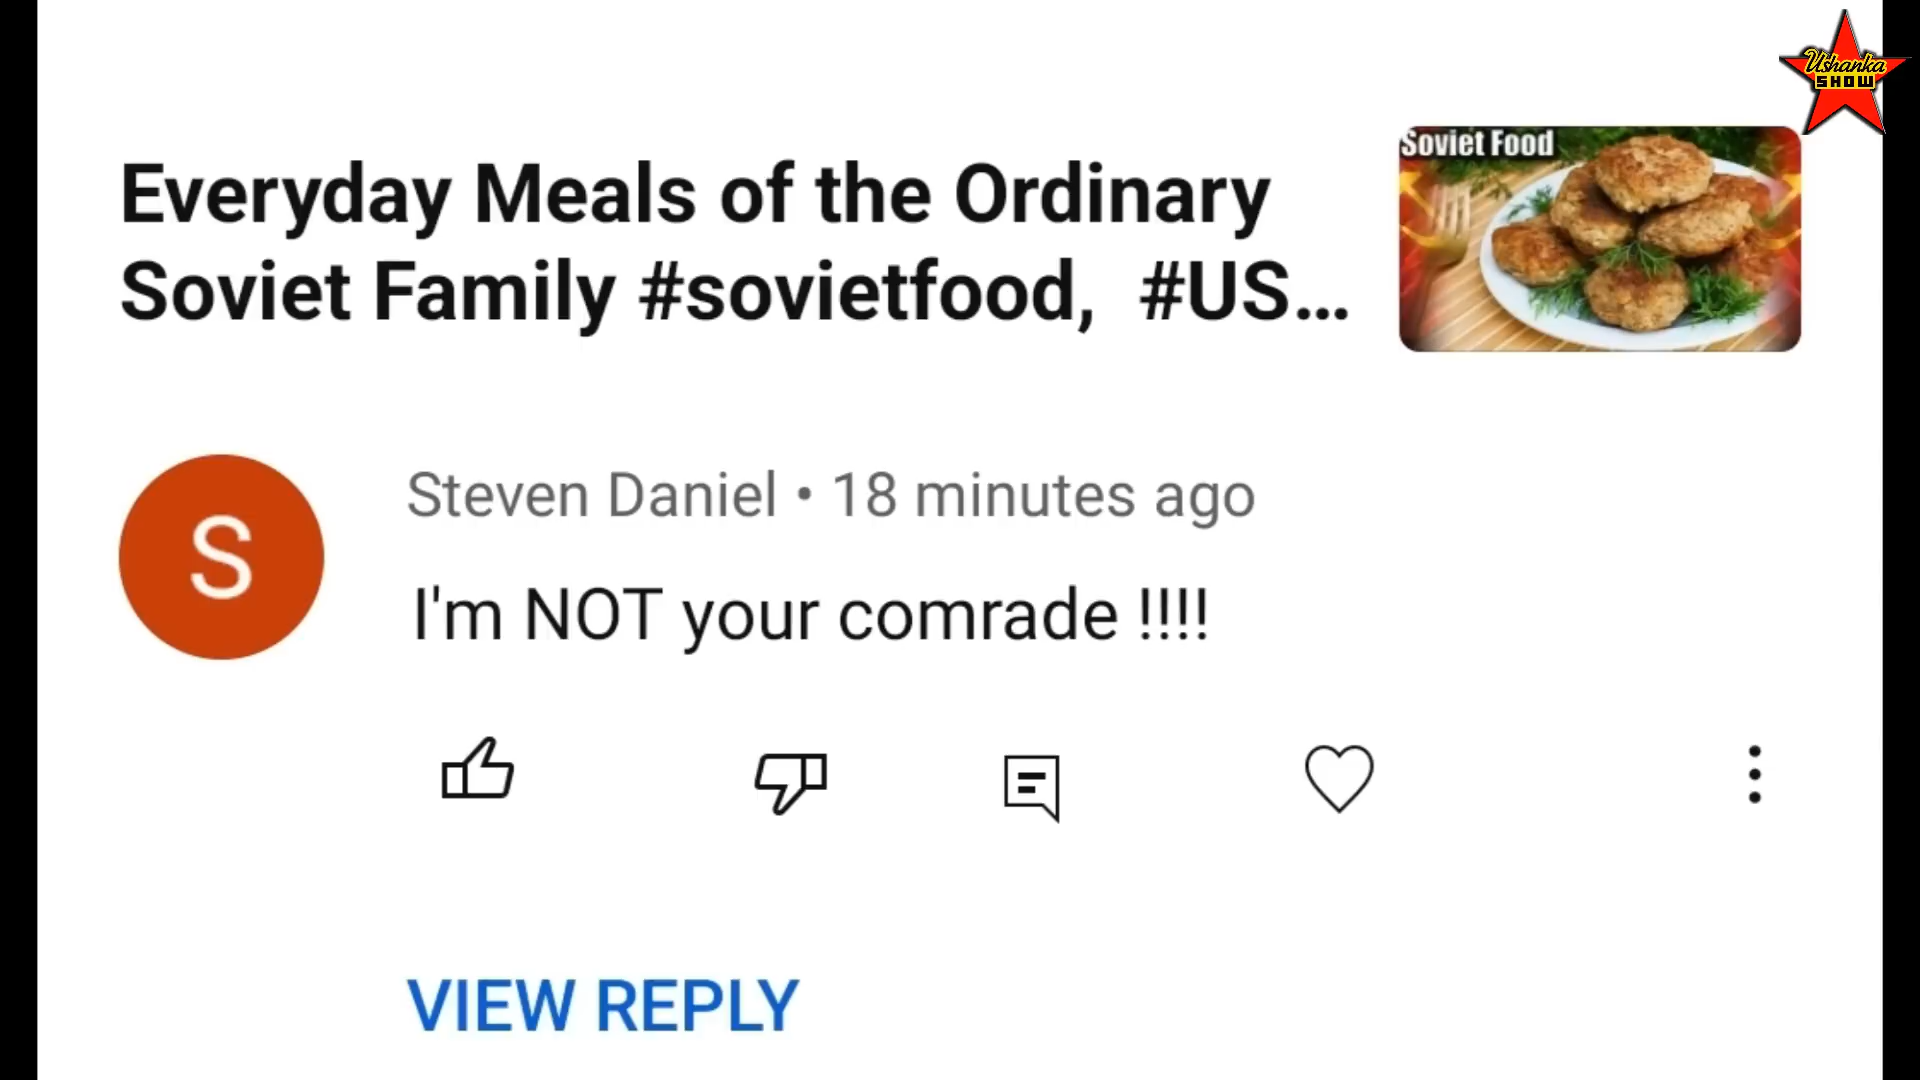 Ushanka
SHOW
Soviet Food
Everyday Meals of the Ordinary
Soviet Family #sovietfood,  #US...
S
Steven Daniel • 18 minutes ago
I'm NOT your comrade !!!!
VIEW REPLY